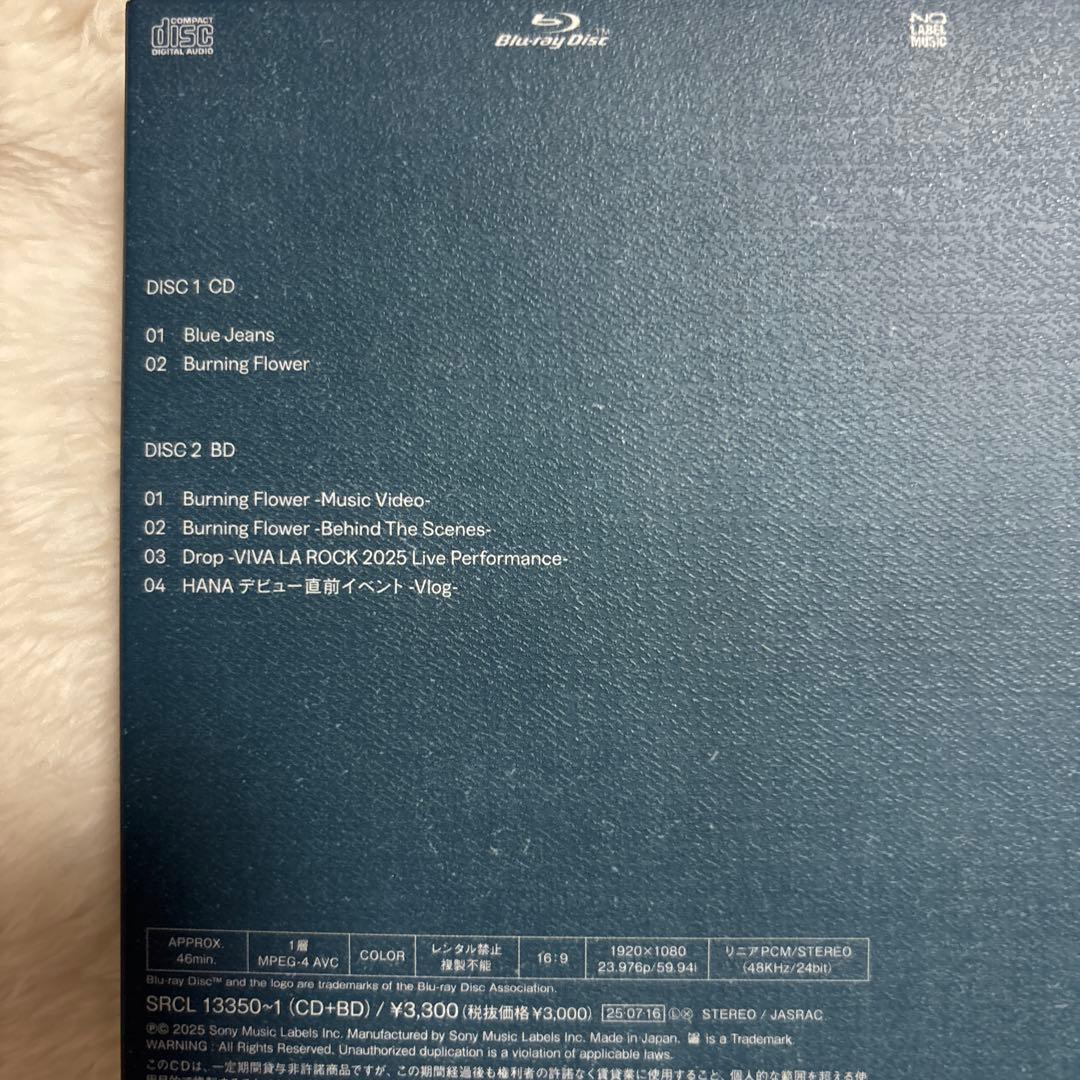 COMPACT
disc
DIGITAL AUDIO
Blu-ray Disc™
NO
LABEL
MUSIC
DISC 1 CD
01 Blue Jeans
02 Burning Flower
DISC 2 BD
01 Burning Flower -Music Video-
02 Burning Flower -Behind The Scenes-
03 Drop -VIVA LA ROCK 2025 Live Performance-
04 HANA デビュー直前イベント -Vlog-
APPROX.
46min.
1層
MPEG-4 AVC
COLOR
レンタル禁止
複製不能
16:9
1920×1080
23.976p/59.94i
リニアPCM/STEREO
(48KHz/24bit)
Blu-ray Disc™ and the logo are trademarks of the Blu-ray Disc Association.
SRCL 13350~1 (CD+BD) / ¥3,300 (税抜価格 ¥3,000) 25・07・16 Ⓛ STEREO / JASRAC
℗© 2025 Sony Music Labels Inc. Manufactured by Sony Music Labels Inc. Made in Japan. is a Trademark.
WARNING : All Rights Reserved. Unauthorized duplication is a violation of applicable laws.
このCDは、一定期間貸与非許諾商品ですが、この期間経過後も権利者の許諾なく賃貸業に使用すること、個人的な範囲を超える使